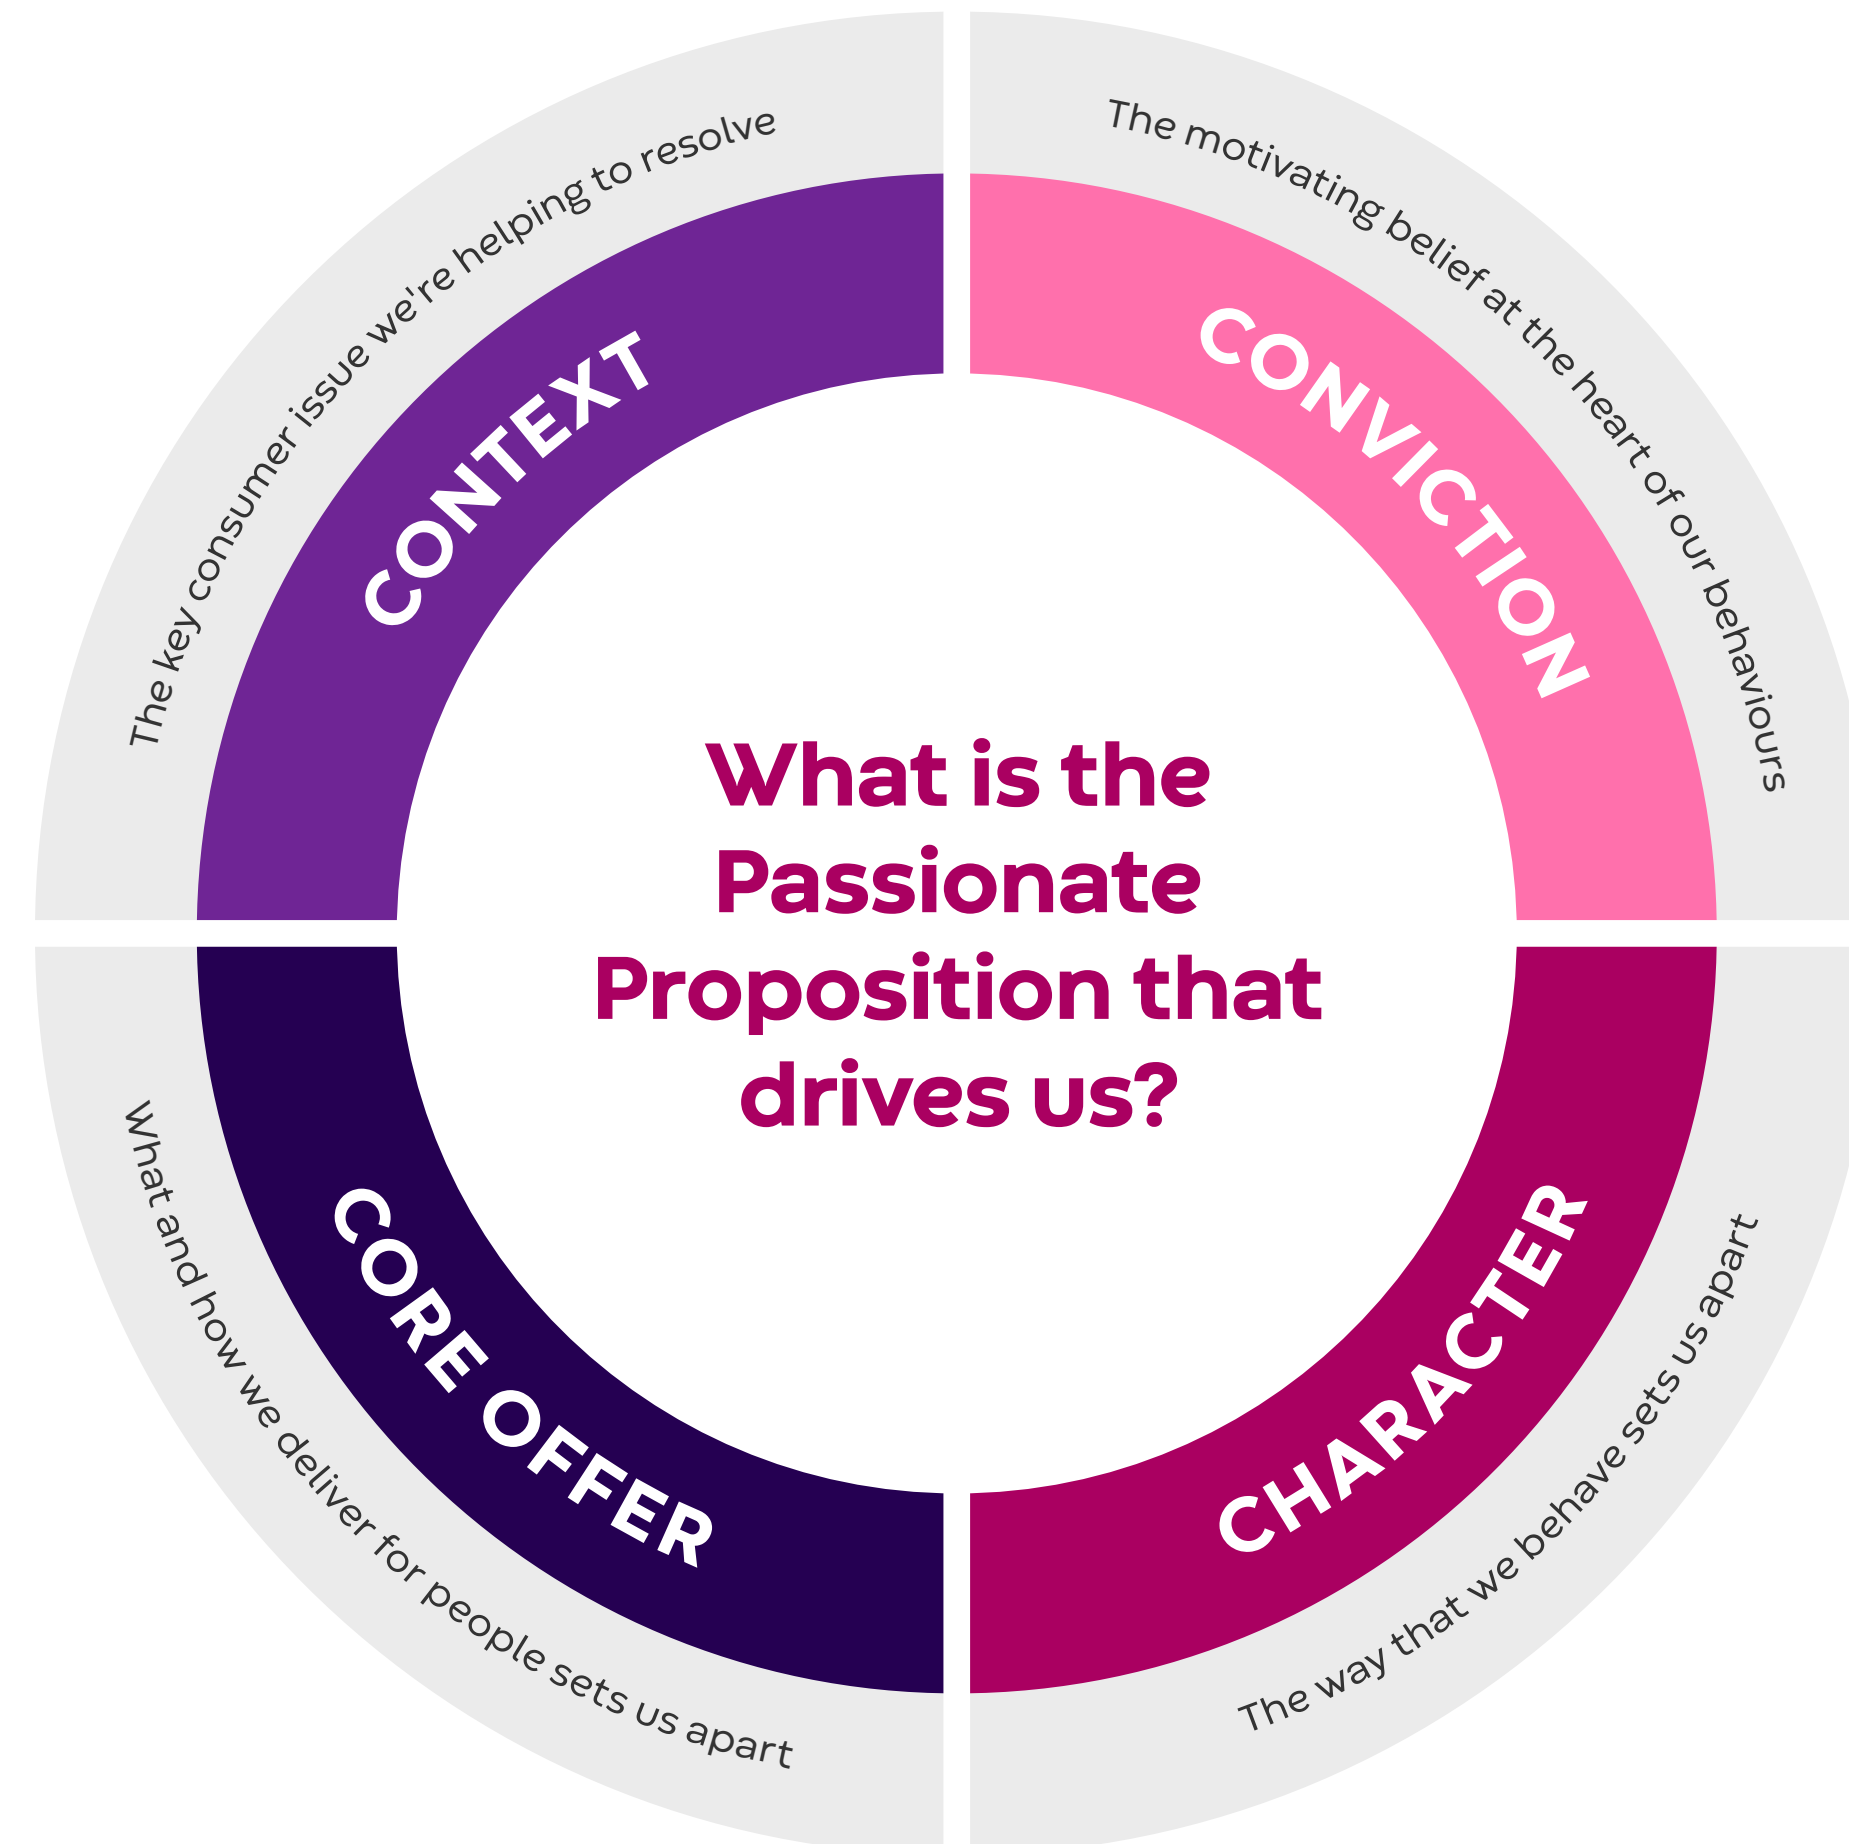 The key consumer issue we're helping to resolve
CONTEXT
The motivating belief at the heart of our behaviours
CONVICTION
What is the
Passionate
Proposition that
drives us?
CORE OFFER
What and how we deliver for people sets us apart
CHARACTER
The way that we behave sets us apart